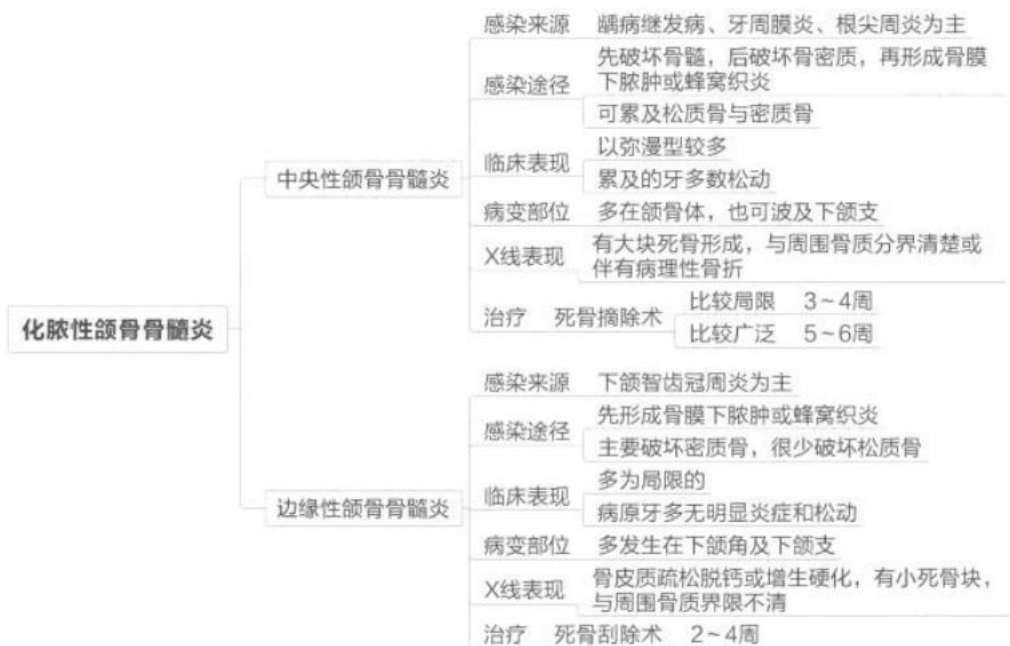 化脓性颌骨骨髓炎
中央性颌骨骨髓炎
感染来源 龋病继发病、牙周膜炎、根尖周炎为主
感染途径
先破坏骨髓，后破坏骨密质，再形成骨膜
下脓肿或蜂窝织炎
可累及松质骨与密质骨
临床表现
以弥漫型较多
累及的牙多数松动
病变部位 多在颌骨体，也可波及下颌支
X线表现
有大块死骨形成，与周围骨质分界清楚或
伴有病理性骨折
治疗 死骨摘除术
比较局限 3~4周
比较广泛 5~6周
边缘性颌骨骨髓炎
感染来源 下颌智齿冠周炎为主
感染途径
先形成骨膜下脓肿或蜂窝织炎
主要破坏密质骨，很少破坏松质骨
临床表现
多为局限的
病原牙多无明显炎症和松动
病变部位 多发生在下颌角及下颌支
X线表现
骨皮质疏松脱钙或增生硬化，有小死骨块，
与周围骨质界限不清
治疗 死骨刮除术 2~4周